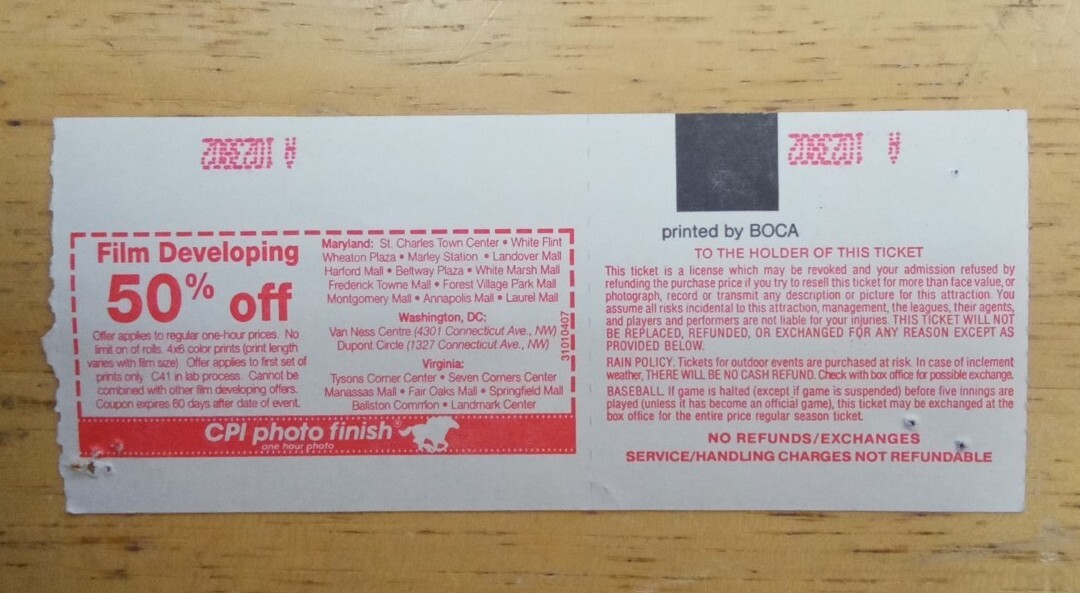 Film Developing
50% off
Offer applies to regular one-hour prices. No
limit on of rolls. 4x6 color prints (print length
varies with film size) Offer applies to first set of
prints only. C41 in lab process. Cannot be
combined with other film developing offers.
Coupon expires 60 days after date of event.
Maryland: St. Charles Town Center • White Flint
Wheaton Plaza • Marley Station • Landover Mall
Harford Mall • Beltway Plaza • White Marsh Mall
Frederick Towne Mall • Forest Village Park Mall
Montgomery Mall • Annapolis Mall • Laurel Mall
Washington, DC:
Van Ness Centre (4301 Connecticut Ave., NW)
Dupont Circle (1327 Connecticut Ave., NW)
Virginia:
Tysons Corner Center • Seven Corners Center
Manassas Mall • Fair Oaks Mall • Springfield Mall
Ballston Common • Landmark Center
31010407
CPI photo finish®
one hour photo
printed by BOCA
TO THE HOLDER OF THIS TICKET
This ticket is a license which may be revoked and your admission refused by
refunding the purchase price if you try to resell this ticket for more than face value, or
photograph, record or transmit any description or picture for this attraction. You
assume all risks incidental to this attraction, management, the leagues, their agents,
and players and performers are not liable for your injuries. THIS TICKET WILL NOT
BE REPLACED, REFUNDED, OR EXCHANGED FOR ANY REASON EXCEPT AS
PROVIDED BELOW.
RAIN POLICY. Tickets for outdoor events are purchased at risk. In case of inclement
weather, THERE WILL BE NO CASH REFUND. Check with box office for possible exchange.
BASEBALL. If game is halted (except if game is suspended) before five innings are
played (unless it has become an official game), this ticket may be exchanged at the
box office for the entire price regular season ticket.
NO REFUNDS/EXCHANGES
SERVICE/HANDLING CHARGES NOT REFUNDABLE